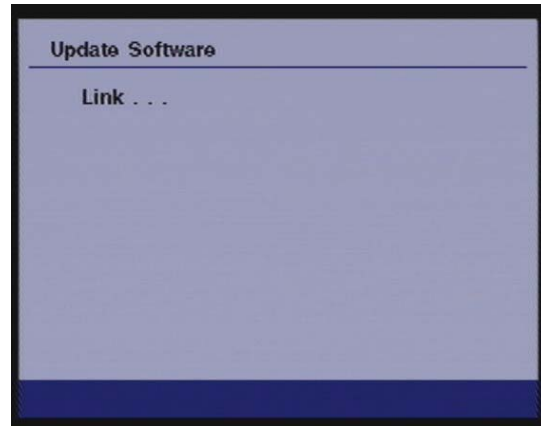 Update Software
Link . . .